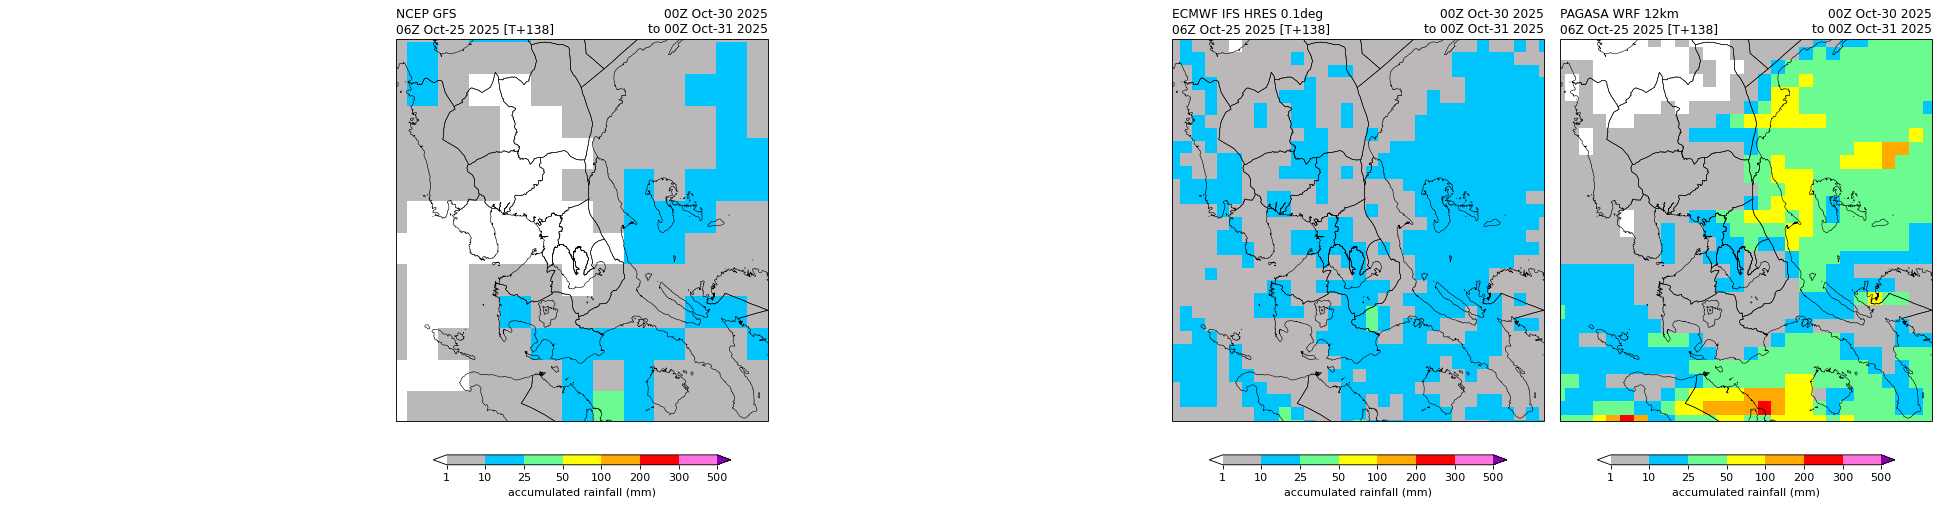 NCEP GFS 00Z Oct-30 2025
06Z Oct-25 2025 [T+138] to 00Z Oct-31 2025
1 10 25 50 100 200 300 500
accumulated rainfall (mm)
ECMWF IFS HRES 0.1deg 00Z Oct-30 2025
06Z Oct-25 2025 [T+138] to 00Z Oct-31 2025
1 10 25 50 100 200 300 500
accumulated rainfall (mm)
PAGASA WRF 12km 00Z Oct-30 2025
06Z Oct-25 2025 [T+138] to 00Z Oct-31 2025
1 10 25 50 100 200 300 500
accumulated rainfall (mm)